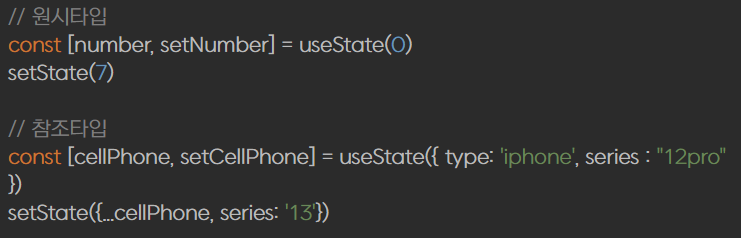 // 원시타입
const [number, setNumber] = useState(0)
setState(7)
// 참조타입
const [cellPhone, setCellPhone] = useState({ type: 'iphone', series : "12pro"
})
setState({...cellPhone, series: '13'})